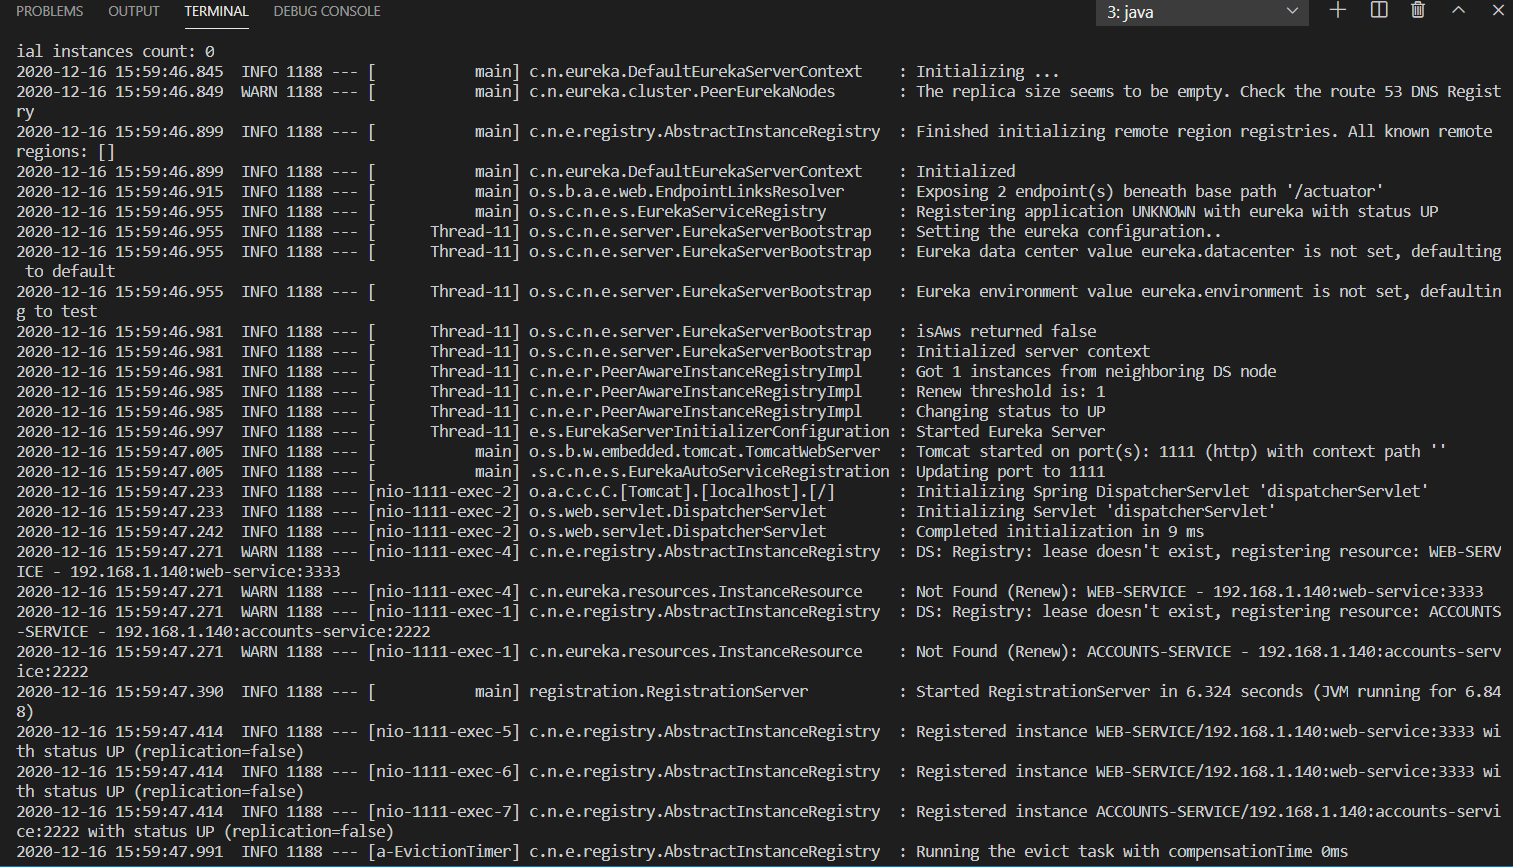 PROBLEMS OUTPUT TERMINAL DEBUG CONSOLE 3: java
ial instances count: 0
2020-12-16 15:59:46.845  INFO 1188 --- [           main] c.n.eureka.DefaultEurekaServerContext    : Initializing ...
2020-12-16 15:59:46.849  WARN 1188 --- [           main] c.n.eureka.cluster.PeerEurekaNodes       : The replica size seems to be empty. Check the route 53 DNS Regist
ry
2020-12-16 15:59:46.899  INFO 1188 --- [           main] c.n.e.registry.AbstractInstanceRegistry  : Finished initializing remote region registries. All known remote
regions: []
2020-12-16 15:59:46.899  INFO 1188 --- [           main] c.n.eureka.DefaultEurekaServerContext    : Initialized
2020-12-16 15:59:46.915  INFO 1188 --- [           main] o.s.b.a.e.web.EndpointLinksResolver      : Exposing 2 endpoint(s) beneath base path '/actuator'
2020-12-16 15:59:46.955  INFO 1188 --- [           main] o.s.c.n.e.s.EurekaServiceRegistry        : Registering application UNKNOWN with eureka with status UP
2020-12-16 15:59:46.955  INFO 1188 --- [      Thread-11] o.s.c.n.e.server.EurekaServerBootstrap   : Setting the eureka configuration..
2020-12-16 15:59:46.955  INFO 1188 --- [      Thread-11] o.s.c.n.e.server.EurekaServerBootstrap   : Eureka data center value eureka.datacenter is not set, defaulting
 to default
2020-12-16 15:59:46.955  INFO 1188 --- [      Thread-11] o.s.c.n.e.server.EurekaServerBootstrap   : Eureka environment value eureka.environment is not set, defaultin
g to test
2020-12-16 15:59:46.981  INFO 1188 --- [      Thread-11] o.s.c.n.e.server.EurekaServerBootstrap   : isAws returned false
2020-12-16 15:59:46.981  INFO 1188 --- [      Thread-11] o.s.c.n.e.server.EurekaServerBootstrap   : Initialized server context
2020-12-16 15:59:46.981  INFO 1188 --- [      Thread-11] c.n.e.r.PeerAwareInstanceRegistryImpl    : Got 1 instances from neighboring DS node
2020-12-16 15:59:46.985  INFO 1188 --- [      Thread-11] c.n.e.r.PeerAwareInstanceRegistryImpl    : Renew threshold is: 1
2020-12-16 15:59:46.985  INFO 1188 --- [      Thread-11] c.n.e.r.PeerAwareInstanceRegistryImpl    : Changing status to UP
2020-12-16 15:59:46.997  INFO 1188 --- [      Thread-11] e.s.EurekaServerInitializerConfiguration : Started Eureka Server
2020-12-16 15:59:47.005  INFO 1188 --- [           main] o.s.b.w.embedded.tomcat.TomcatWebServer  : Tomcat started on port(s): 1111 (http) with context path ''
2020-12-16 15:59:47.005  INFO 1188 --- [           main] .s.c.n.e.s.EurekaAutoServiceRegistration : Updating port to 1111
2020-12-16 15:59:47.233  INFO 1188 --- [nio-1111-exec-2] o.a.c.c.C.[Tomcat].[localhost].[/]       : Initializing Spring DispatcherServlet 'dispatcherServlet'
2020-12-16 15:59:47.233  INFO 1188 --- [nio-1111-exec-2] o.s.web.servlet.DispatcherServlet        : Initializing Servlet 'dispatcherServlet'
2020-12-16 15:59:47.242  INFO 1188 --- [nio-1111-exec-2] o.s.web.servlet.DispatcherServlet        : Completed initialization in 9 ms
2020-12-16 15:59:47.271  WARN 1188 --- [nio-1111-exec-4] c.n.e.registry.AbstractInstanceRegistry  : DS: Registry: lease doesn't exist, registering resource: WEB-SERV
ICE - 192.168.1.140:web-service:3333
2020-12-16 15:59:47.271  WARN 1188 --- [nio-1111-exec-4] c.n.eureka.resources.InstanceResource    : Not Found (Renew): WEB-SERVICE - 192.168.1.140:web-service:3333
2020-12-16 15:59:47.271  WARN 1188 --- [nio-1111-exec-1] c.n.e.registry.AbstractInstanceRegistry  : DS: Registry: lease doesn't exist, registering resource: ACCOUNTS
-SERVICE - 192.168.1.140:accounts-service:2222
2020-12-16 15:59:47.271  WARN 1188 --- [nio-1111-exec-1] c.n.eureka.resources.InstanceResource    : Not Found (Renew): ACCOUNTS-SERVICE - 192.168.1.140:accounts-serv
ice:2222
2020-12-16 15:59:47.390  INFO 1188 --- [           main] registration.RegistrationServer          : Started RegistrationServer in 6.324 seconds (JVM running for 6.84
8)
2020-12-16 15:59:47.414  INFO 1188 --- [nio-1111-exec-5] c.n.e.registry.AbstractInstanceRegistry  : Registered instance WEB-SERVICE/192.168.1.140:web-service:3333 wi
th status UP (replication=false)
2020-12-16 15:59:47.414  INFO 1188 --- [nio-1111-exec-6] c.n.e.registry.AbstractInstanceRegistry  : Registered instance WEB-SERVICE/192.168.1.140:web-service:3333 wi
th status UP (replication=false)
2020-12-16 15:59:47.414  INFO 1188 --- [nio-1111-exec-7] c.n.e.registry.AbstractInstanceRegistry  : Registered instance ACCOUNTS-SERVICE/192.168.1.140:accounts-servi
ce:2222 with status UP (replication=false)
2020-12-16 15:59:47.991  INFO 1188 --- [a-EvictionTimer] c.n.e.registry.AbstractInstanceRegistry  : Running the evict task with compensationTime 0ms